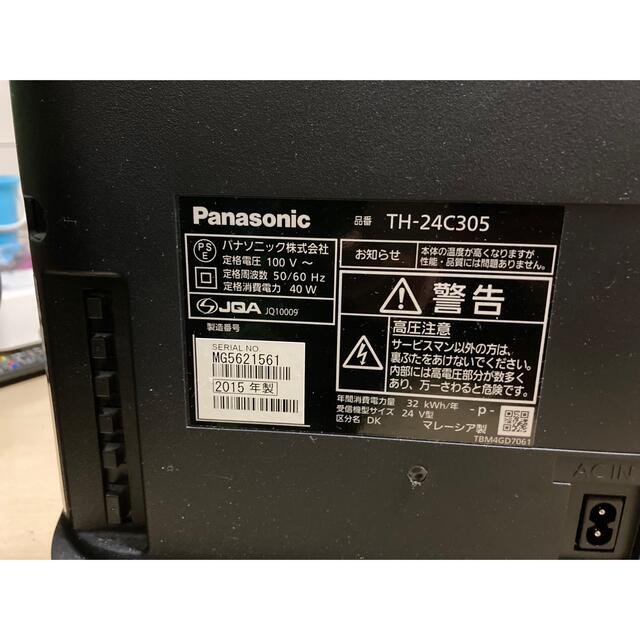 Panasonic
品番 TH-24C305
PS
E
パナソニック株式会社
定格電圧 100 V ～
定格周波数 50/60 Hz
定格消費電力 40 W
JQA JQ10009
製造番号
SERIAL NO
MG5621561
2015 年製
お知らせ
本体の温度が高くなりますが、
性能・品質には問題ありません。
警告
高圧注意
サービスマン以外の方は、
裏ぶたをあけないでください。
内部には高電圧部分が数多く
あり、万一さわると危険です。
年間消費電力量 32 kWh/年
受信機型サイズ 24 V型
区分名 DK
-p-
マレーシア製
TBM4GD7061
AC IN